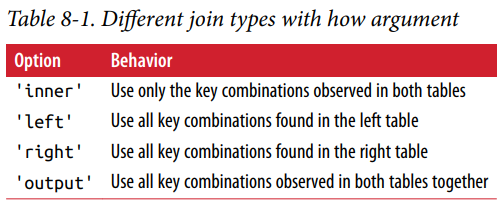 Table 8-1. Different join types with how argument
Option Behavior
'inner' Use only the key combinations observed in both tables
'left' Use all key combinations found in the left table
'right' Use all key combinations found in the right table
'output' Use all key combinations observed in both tables together